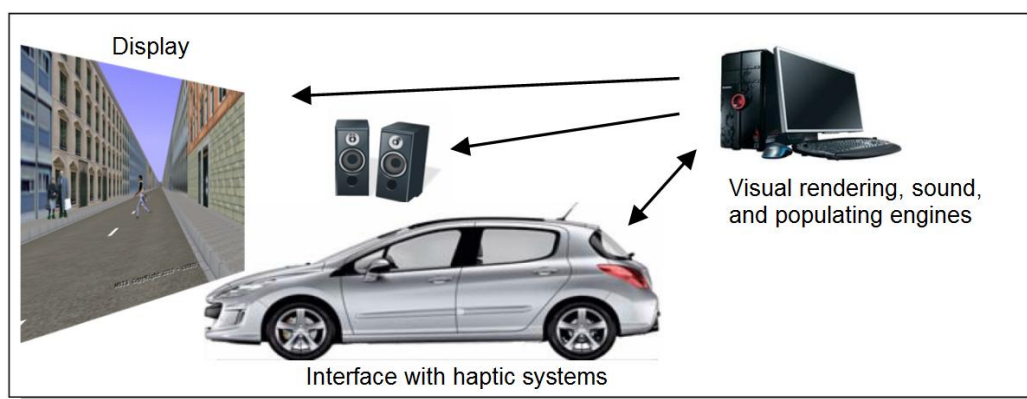 Display
Visual rendering, sound,
and populating engines
Interface with haptic systems